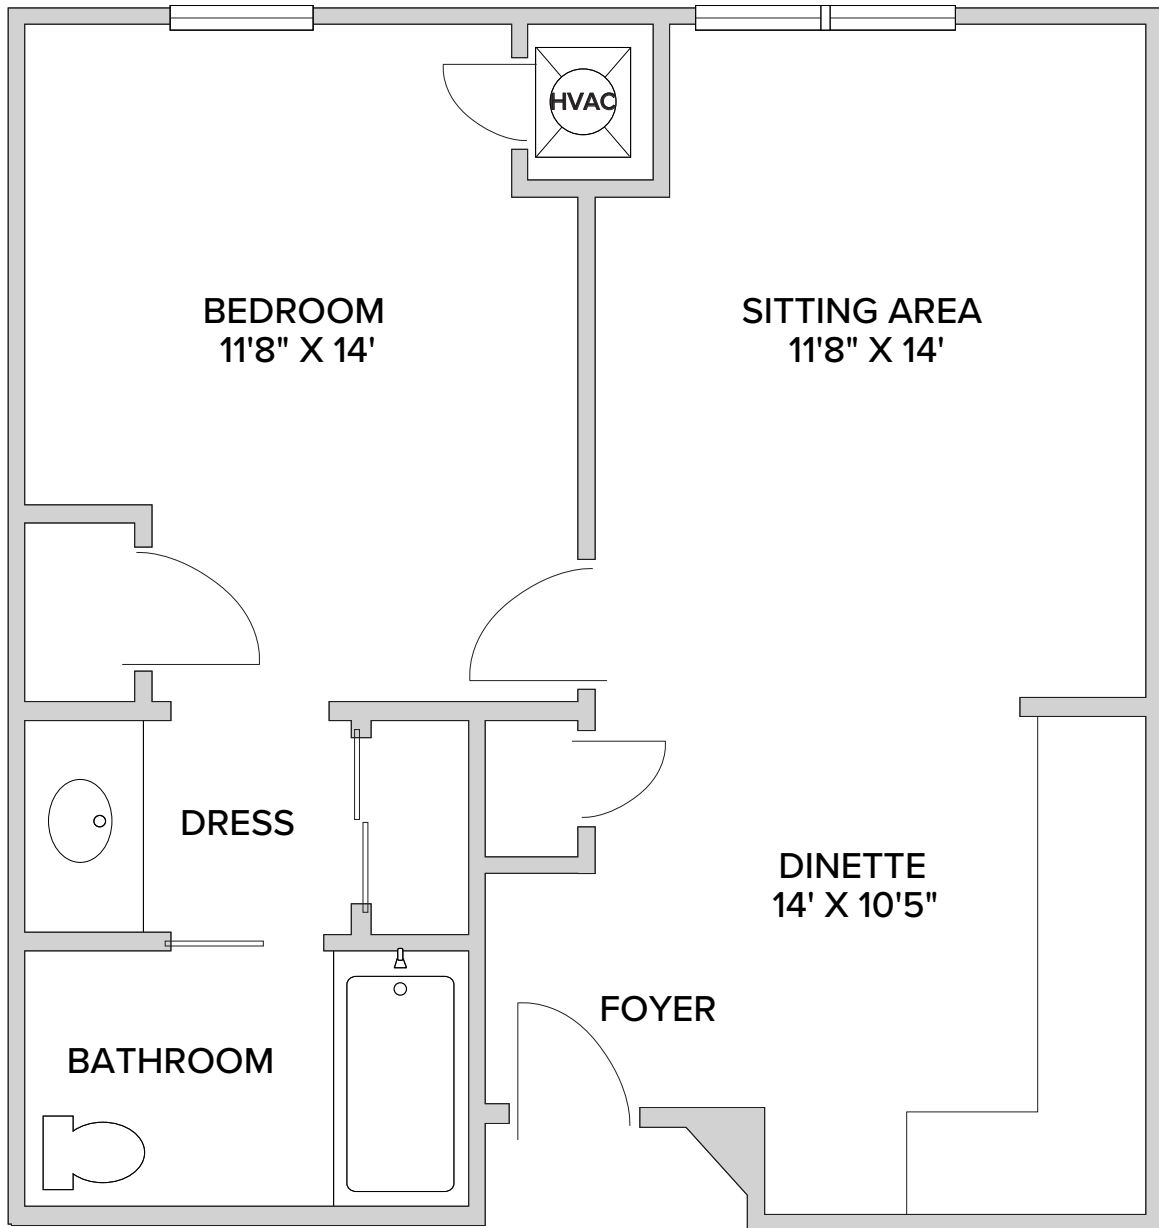 HVAC
BEDROOM
11'8" X 14'
SITTING AREA
11'8" X 14'
DRESS
DINETTE
14' X 10'5"
FOYER
BATHROOM